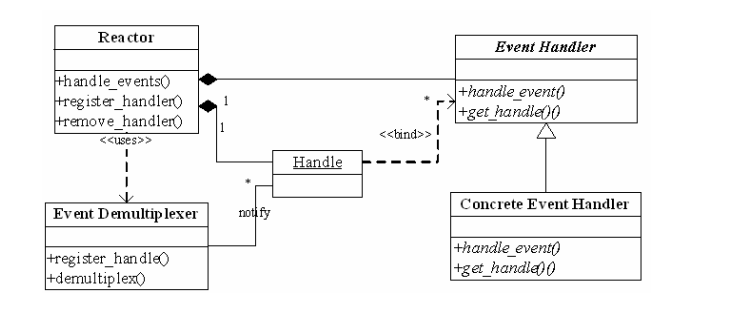 Reactor
+handle_events()
+register_handler()
+remove_handler()
<<uses>>
1
1
Event Handler
+handle_event()
+get_handle()()
*
<<bind>>
Handle
*
notify
Event Demultiplexer
+register_handle()
+demultiplex()
Concrete Event Handler
+handle_event()
+get_handle()()